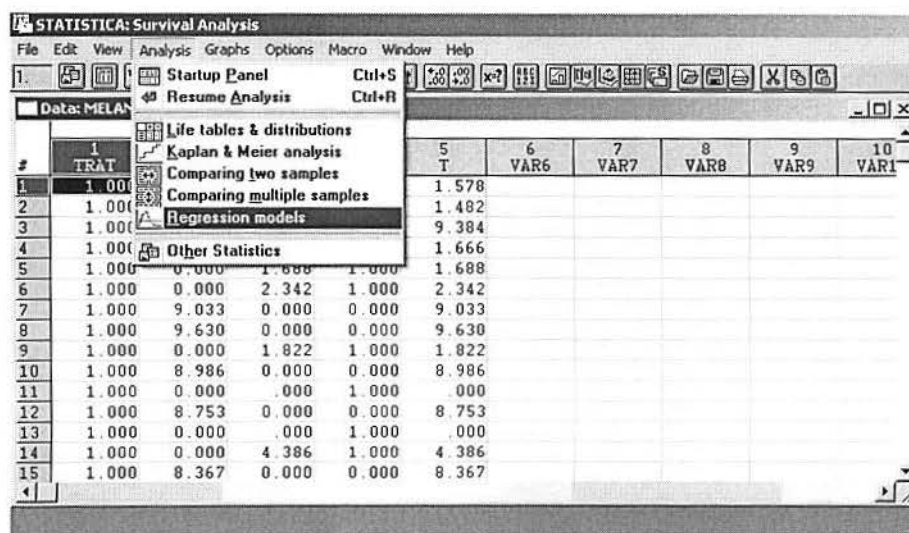 STATISTICA: Survival Analysis
File Edit View Analysis Graphs Options Macro Window Help
1.
Startup Panel Ctrl+S
Resume Analysis Ctrl+R
Life tables & distributions
Kaplan & Meier analysis
Comparing two samples
Comparing multiple samples
Regression models
Other Statistics
Data: MELAN
# 1 TRAT 5 T 6 VAR6 7 VAR7 8 VAR8 9 VAR9 10 VAR1
1 1.000 1.578
2 1.000 1.482
3 1.000 9.384
4 1.000 1.666
5 1.000 0.000 1.688 1.000 1.688
6 1.000 0.000 2.342 1.000 2.342
7 1.000 9.033 0.000 0.000 9.033
8 1.000 9.630 0.000 0.000 9.630
9 1.000 0.000 1.822 1.000 1.822
10 1.000 8.986 0.000 0.000 8.986
11 1.000 0.000 .000 1.000 .000
12 1.000 8.753 0.000 0.000 8.753
13 1.000 0.000 .000 1.000 .000
14 1.000 0.000 4.386 1.000 4.386
15 1.000 8.367 0.000 0.000 8.367